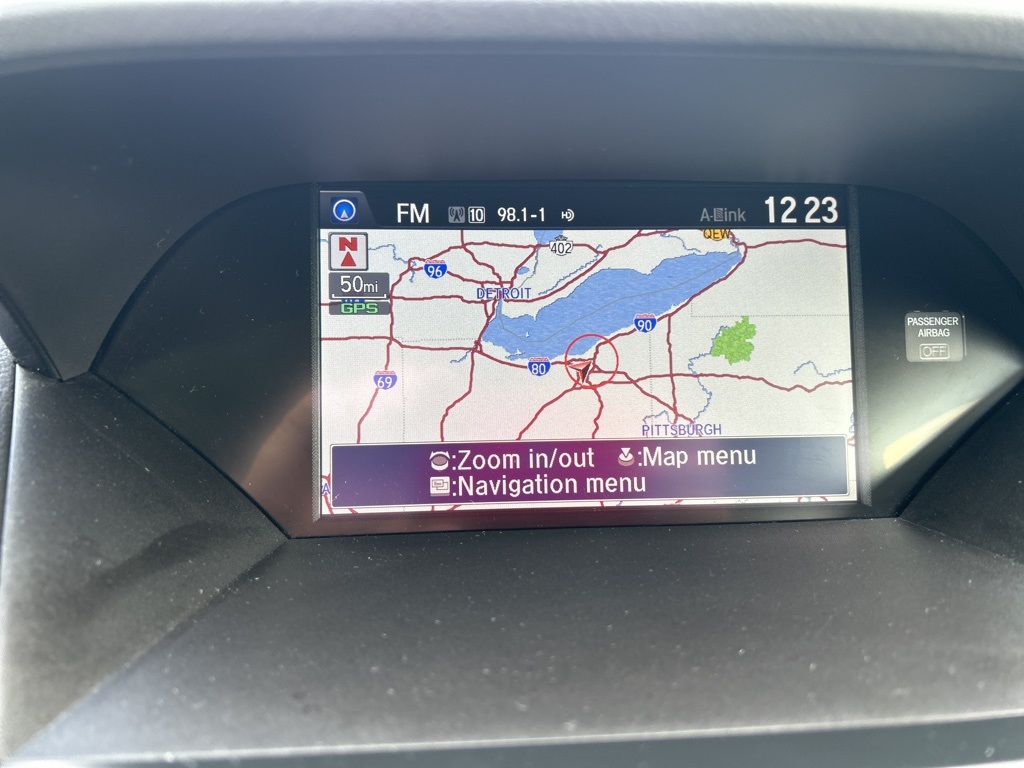 FM 10 98.1-1 A-Link 12 23
N
50mi
GPS
QEW
402
96
DETROIT
90
80
69
PITTSBURGH
:Zoom in/out :Map menu
:Navigation menu
PASSENGER
AIRBAG
OFF